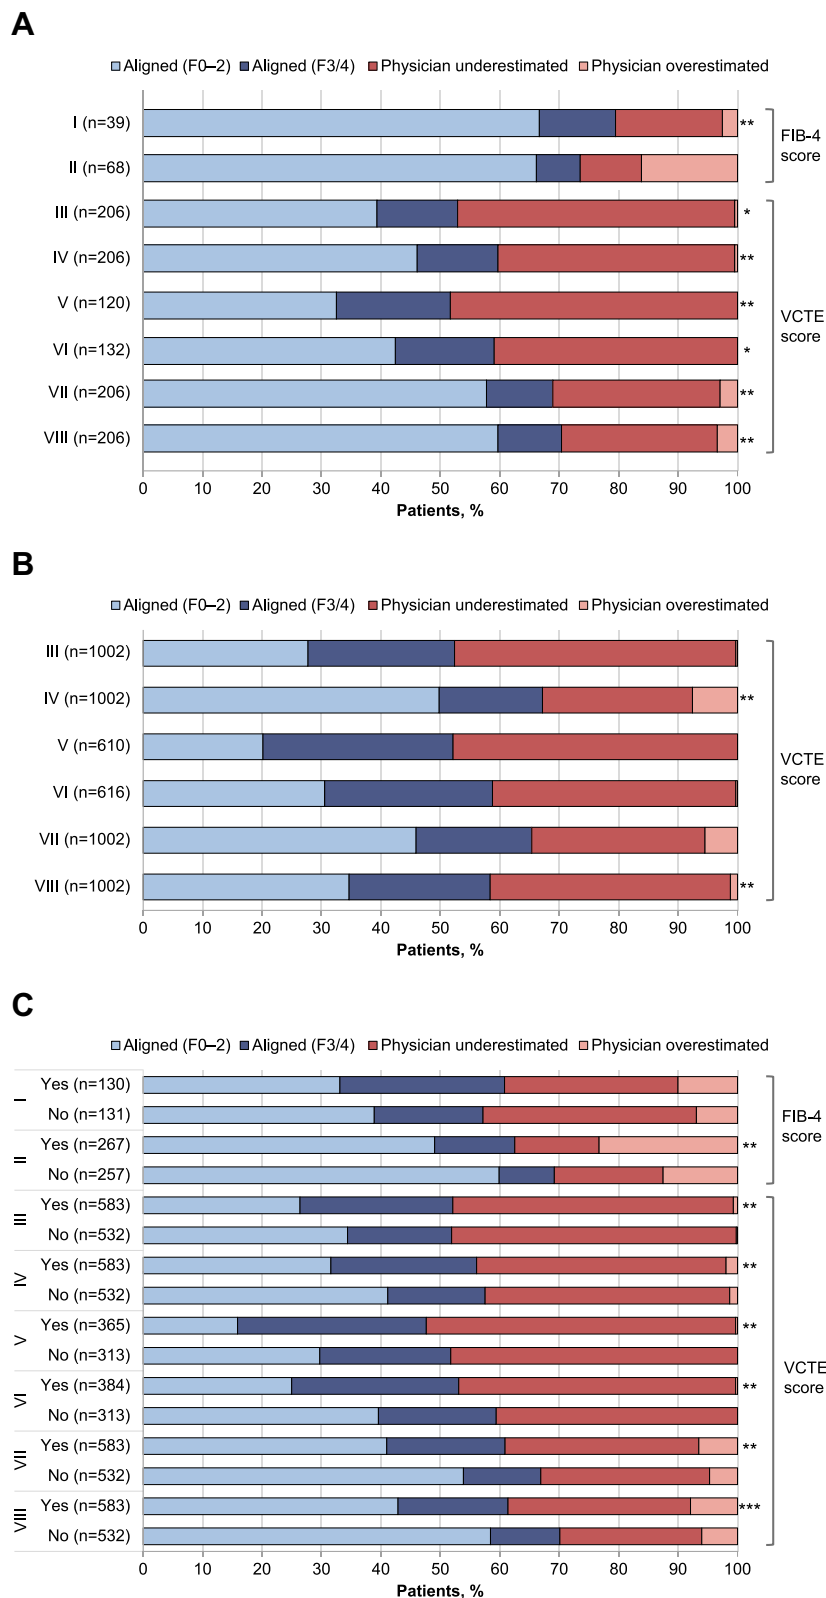 A
Aligned (F0–2) Aligned (F3/4) Physician underestimated Physician overestimated
I (n=39) **
II (n=68)
FIB-4
score
III (n=206) *
IV (n=206) **
V (n=120) **
VI (n=132) *
VII (n=206) **
VIII (n=206) **
VCTE
score
0 10 20 30 40 50 60 70 80 90 100
Patients, %
B
Aligned (F0–2) Aligned (F3/4) Physician underestimated Physician overestimated
III (n=1002)
IV (n=1002) **
V (n=610)
VI (n=616)
VII (n=1002)
VIII (n=1002) **
VCTE
score
0 10 20 30 40 50 60 70 80 90 100
Patients, %
C
Aligned (F0–2) Aligned (F3/4) Physician underestimated Physician overestimated
I
Yes (n=130)
No (n=131)
II
Yes (n=267) **
No (n=257)
FIB-4
score
III
Yes (n=583) **
No (n=532)
IV
Yes (n=583) **
No (n=532)
V
Yes (n=365) **
No (n=313)
VI
Yes (n=384) **
No (n=313)
VII
Yes (n=583) **
No (n=532)
VIII
Yes (n=583) ***
No (n=532)
VCTE
score
0 10 20 30 40 50 60 70 80 90 100
Patients, %